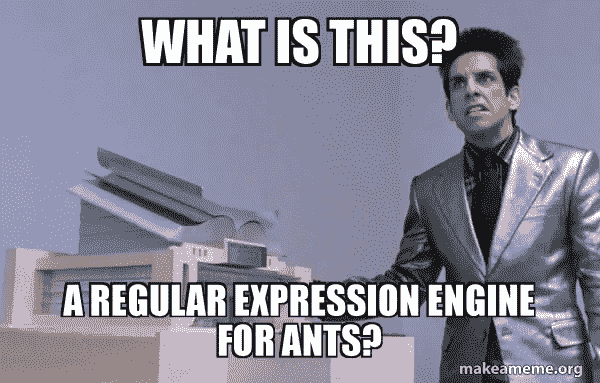 WHAT IS THIS?
A REGULAR EXPRESSION ENGINE
FOR ANTS?
makeameme.org